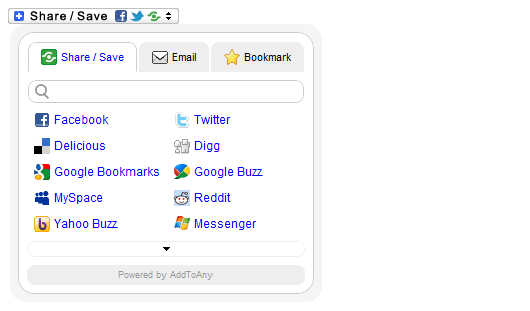 Share / Save
Share / Save Email Bookmark
Facebook Twitter
Delicious Digg
Google Bookmarks Google Buzz
MySpace Reddit
Yahoo Buzz Messenger
Powered by AddToAny